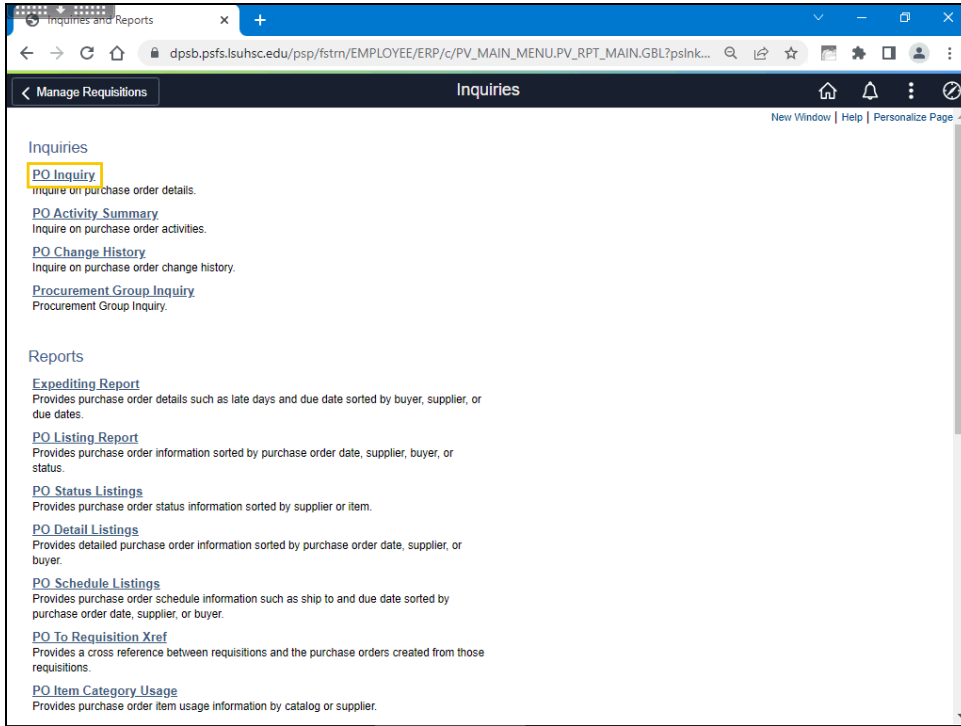 Inquiries and Reports
dpsb.psfs.lsuhsc.edu/psp/fstrn/EMPLOYEE/ERP/c/PV_MAIN_MENU.PV_RPT_MAIN.GBL?pslnk...
Manage Requisitions
Inquiries
New Window | Help | Personalize Page
Inquiries
PO Inquiry
Inquire on purchase order details.
PO Activity Summary
Inquire on purchase order activities.
PO Change History
Inquire on purchase order change history.
Procurement Group Inquiry
Procurement Group Inquiry.
Reports
Expediting Report
Provides purchase order details such as late days and due date sorted by buyer, supplier, or
due dates.
PO Listing Report
Provides purchase order information sorted by purchase order date, supplier, buyer, or
status.
PO Status Listings
Provides purchase order status information sorted by supplier or item.
PO Detail Listings
Provides detailed purchase order information sorted by purchase order date, supplier, or
buyer.
PO Schedule Listings
Provides purchase order schedule information such as ship to and due date sorted by
purchase order date, supplier, or buyer.
PO To Requisition Xref
Provides a cross reference between requisitions and the purchase orders created from those
requisitions.
PO Item Category Usage
Provides purchase order item usage information by catalog or supplier.